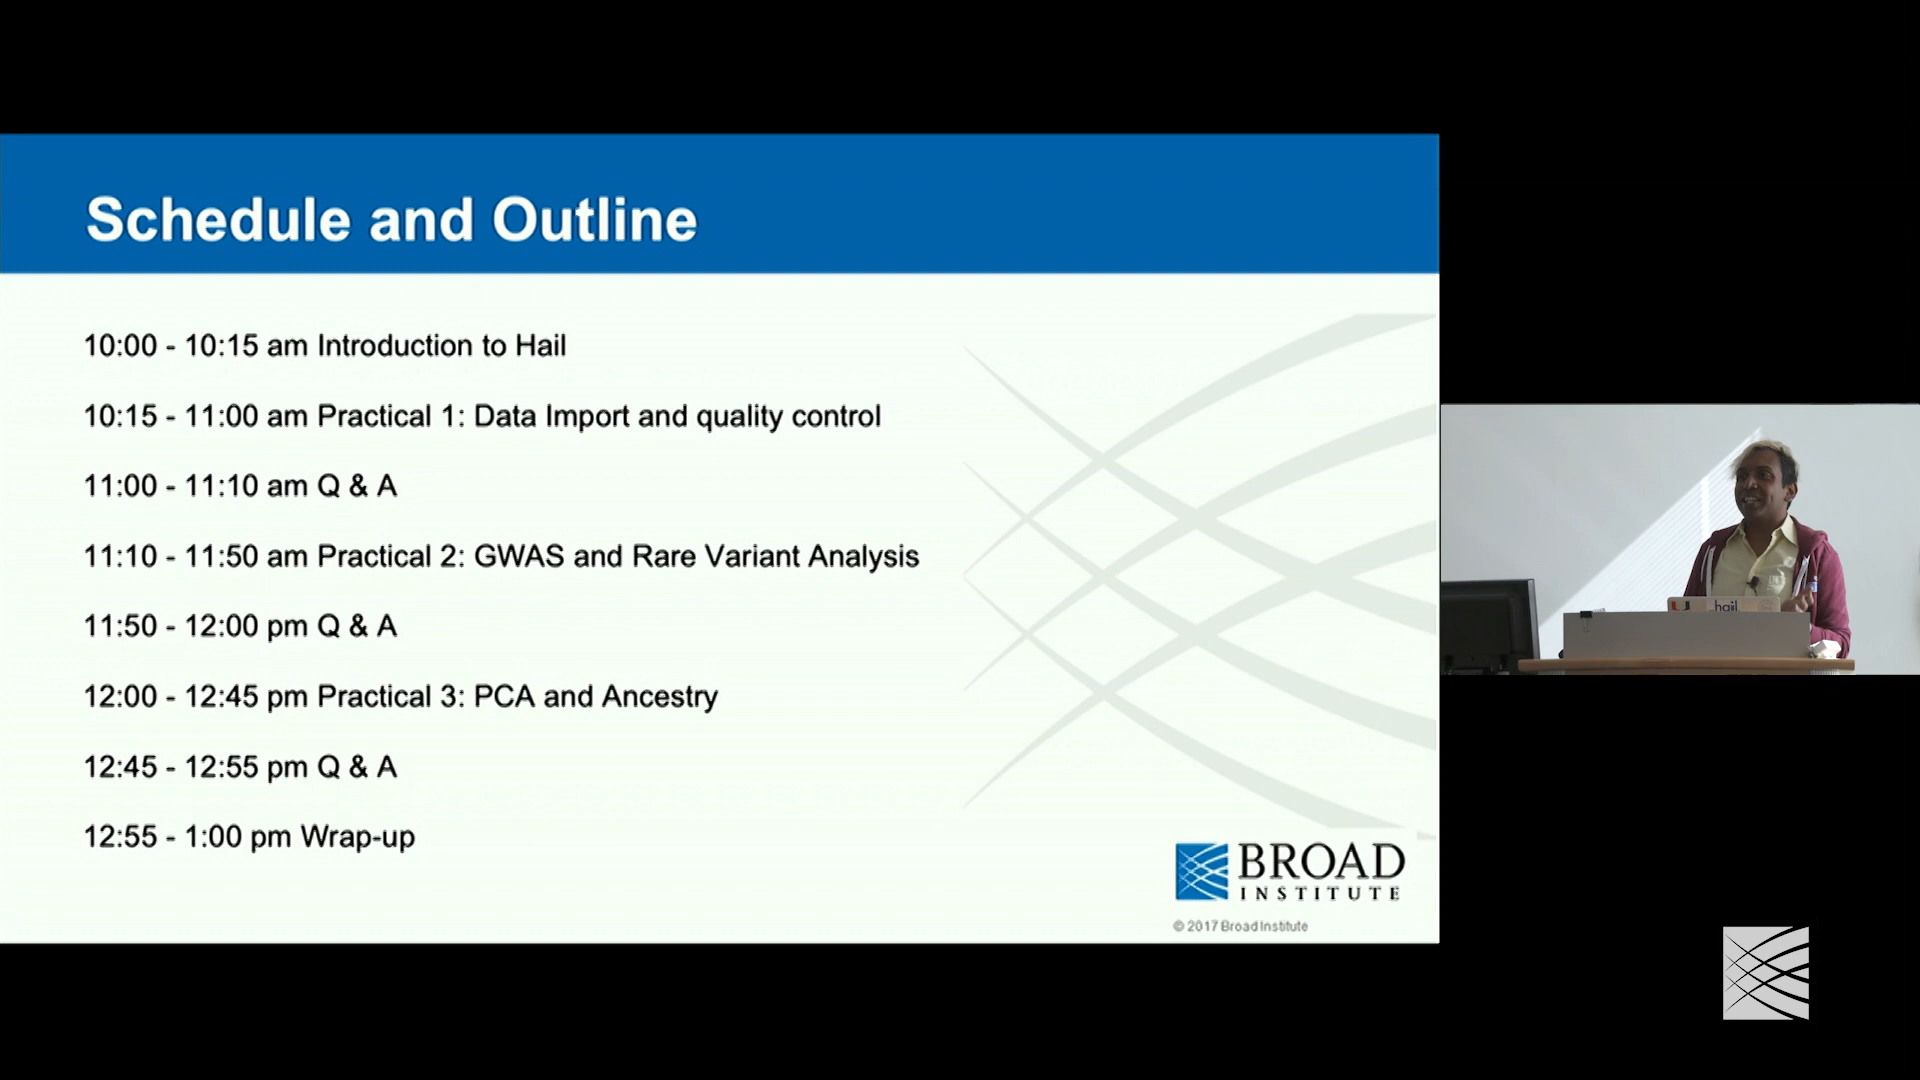 Schedule and Outline
10:00 - 10:15 am Introduction to Hail
10:15 - 11:00 am Practical 1: Data Import and quality control
11:00 - 11:10 am Q & A
11:10 - 11:50 am Practical 2: GWAS and Rare Variant Analysis
11:50 - 12:00 pm Q & A
12:00 - 12:45 pm Practical 3: PCA and Ancestry
12:45 - 12:55 pm Q & A
12:55 - 1:00 pm Wrap-up
BROAD
INSTITUTE
© 2017 Broad Institute
hail